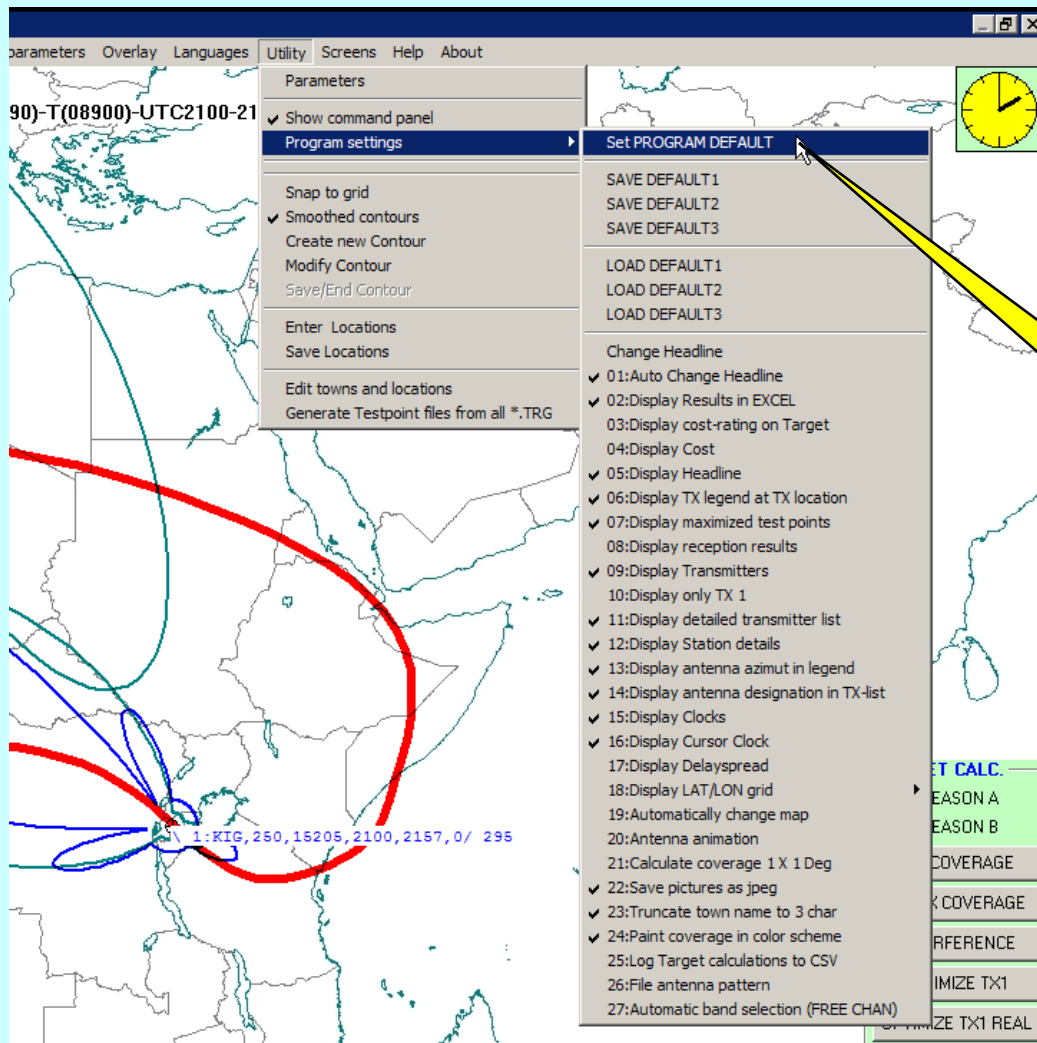 parameters Overlay Languages Utility Screens Help About
90)-T(08900)-UTC2100-21
Parameters
Show command panel
Program settings
Snap to grid
Smoothed contours
Create new Contour
Modify Contour
Save/End Contour
Enter Locations
Save Locations
Edit towns and locations
Generate Testpoint files from all *.TRG
Set PROGRAM DEFAULT
SAVE DEFAULT1
SAVE DEFAULT2
SAVE DEFAULT3
LOAD DEFAULT1
LOAD DEFAULT2
LOAD DEFAULT3
Change Headline
01:Auto Change Headline
02:Display Results in EXCEL
03:Display cost-rating on Target
04:Display Cost
05:Display Headline
06:Display TX legend at TX location
07:Display maximized test points
08:Display reception results
09:Display Transmitters
10:Display only TX 1
11:Display detailed transmitter list
12:Display Station details
13:Display antenna azimut in legend
14:Display antenna designation in TX-list
15:Display Clocks
16:Display Cursor Clock
17:Display Delayspread
18:Display LAT/LON grid
19:Automatically change map
20:Antenna animation
21:Calculate coverage 1 X 1 Deg
22:Save pictures as jpeg
23:Truncate town name to 3 char
24:Paint coverage in color scheme
25:Log Target calculations to CSV
26:File antenna pattern
27:Automatic band selection (FREE CHAN)
\ 1:KIG,250,15205,2100,2157,0/ 295
ET CALC.
EASON A
EASON B
COVERAGE
COVERAGE
RFERENCE
IMIZE TX1
IZE TX1 REAL